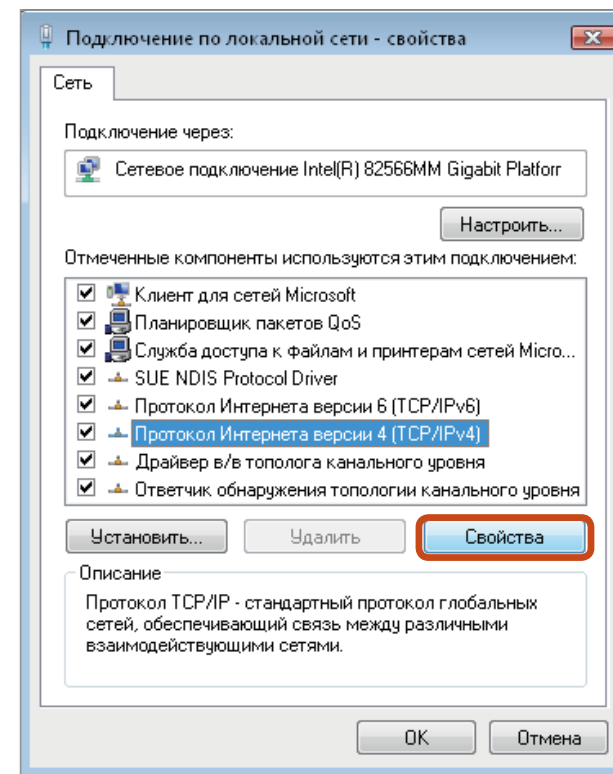 Подключение по локальной сети - свойства
Сеть
Подключение через:
Сетевое подключение Intel(R) 82566MM Gigabit Platforr
Настроить...
Отмеченные компоненты используются этим подключением:
Клиент для сетей Microsoft
Планировщик пакетов QoS
Служба доступа к файлам и принтерам сетей Micro...
SUE NDIS Protocol Driver
Протокол Интернета версии 6 (TCP/IPv6)
Протокол Интернета версии 4 (TCP/IPv4)
Драйвер в/в тополога канального уровня
Ответчик обнаружения топологии канального уровня
Установить... Удалить Свойства
Описание
Протокол TCP/IP - стандартный протокол глобальных
сетей, обеспечивающий связь между различными
взаимодействующими сетями.
OK Отмена